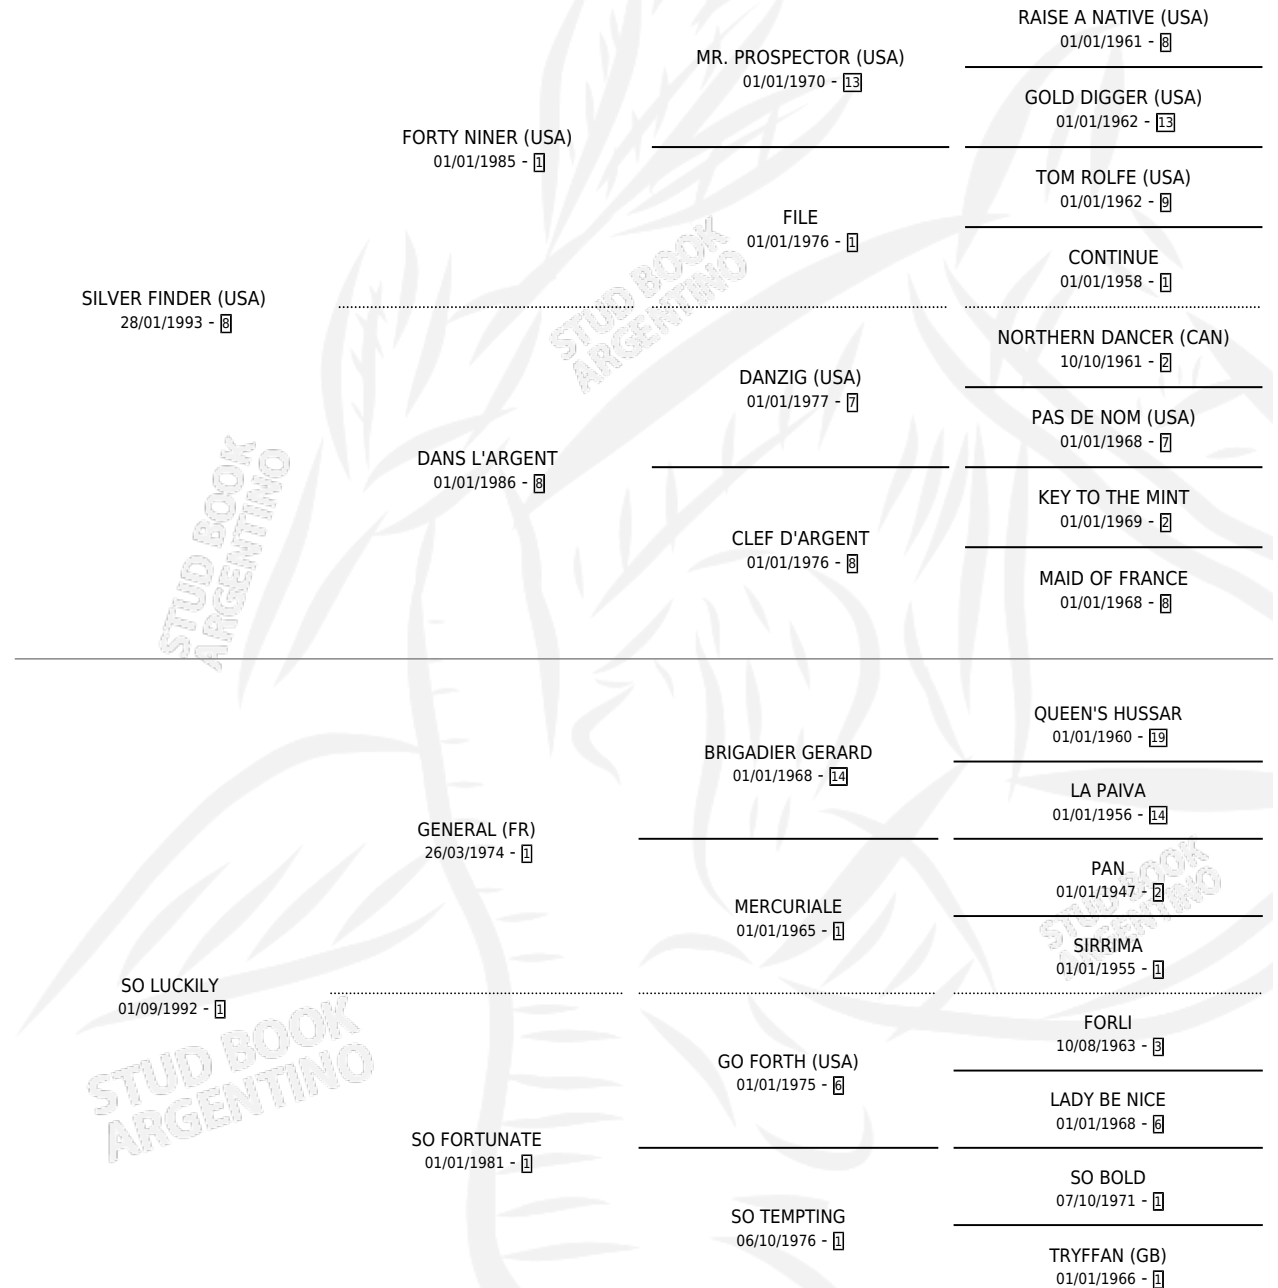 RAISE A NATIVE (USA)
01/01/1961 - 8
MR. PROSPECTOR (USA)
01/01/1970 - 13
GOLD DIGGER (USA)
01/01/1962 - 13
FORTY NINER (USA)
01/01/1985 - 1
TOM ROLFE (USA)
01/01/1962 - 9
FILE
01/01/1976 - 1
CONTINUE
01/01/1958 - 1
SILVER FINDER (USA)
28/01/1993 - 8
NORTHERN DANCER (CAN)
10/10/1961 - 2
DANZIG (USA)
01/01/1977 - 7
PAS DE NOM (USA)
01/01/1968 - 7
DANS L'ARGENT
01/01/1986 - 8
KEY TO THE MINT
01/01/1969 - 2
CLEF D'ARGENT
01/01/1976 - 8
MAID OF FRANCE
01/01/1968 - 8
STUD BOOK
ARGENTINO
STUD BOOK
ARGENTINO
QUEEN'S HUSSAR
01/01/1960 - 19
BRIGADIER GERARD
01/01/1968 - 14
LA PAIVA
01/01/1956 - 14
GENERAL (FR)
26/03/1974 - 1
PAN
01/01/1947 - 2
MERCURIALE
01/01/1965 - 1
SIRRIMA
01/01/1955 - 1
SO LUCKILY
01/09/1992 - 1
FORLI
10/08/1963 - 3
GO FORTH (USA)
01/01/1975 - 6
LADY BE NICE
01/01/1968 - 6
SO FORTUNATE
01/01/1981 - 1
SO BOLD
07/10/1971 - 1
SO TEMPTING
06/10/1976 - 1
TRYFFAN (GB)
01/01/1966 - 1
STUD BOOK
ARGENTINO
STUD BOOK
ARGENTINO